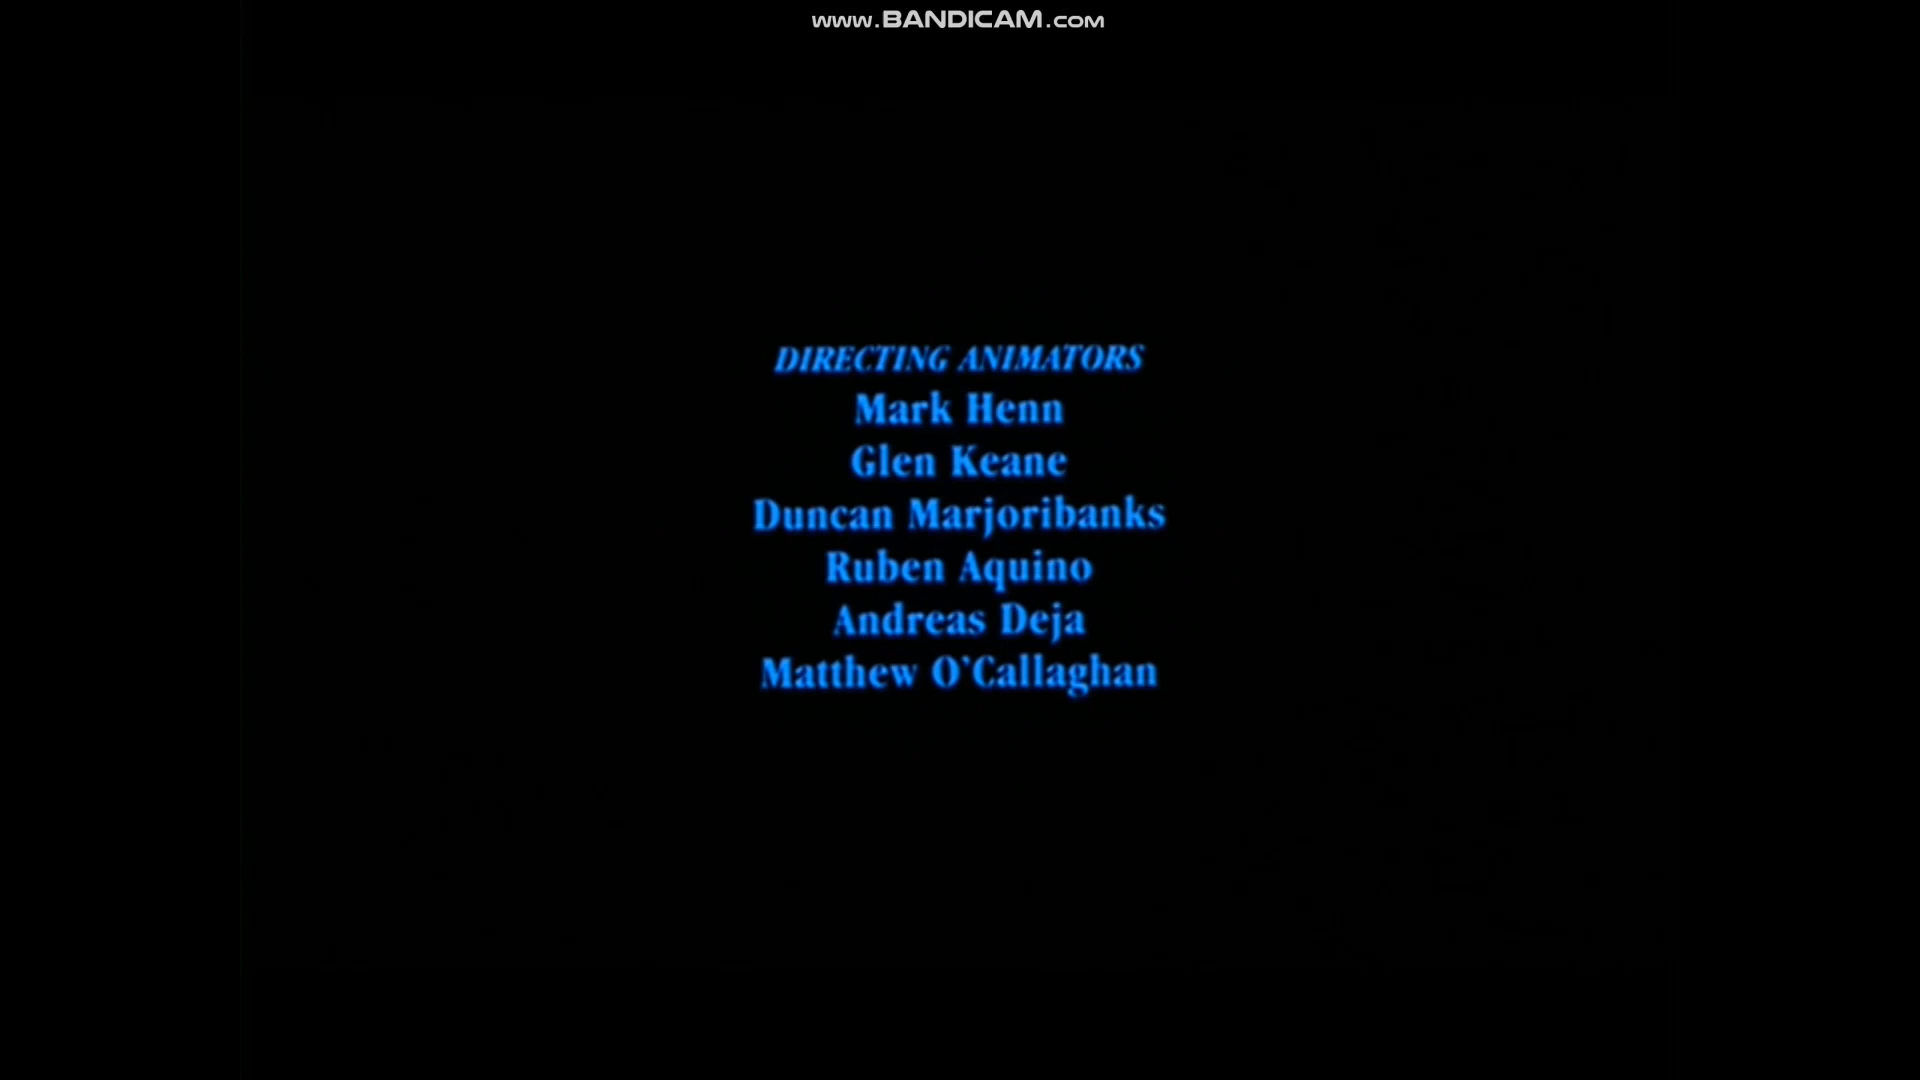 www.BANDICAM.com
DIRECTING ANIMATORS
Mark Henn
Glen Keane
Duncan Marjoribanks
Ruben Aquino
Andreas Deja
Matthew O'Callaghan